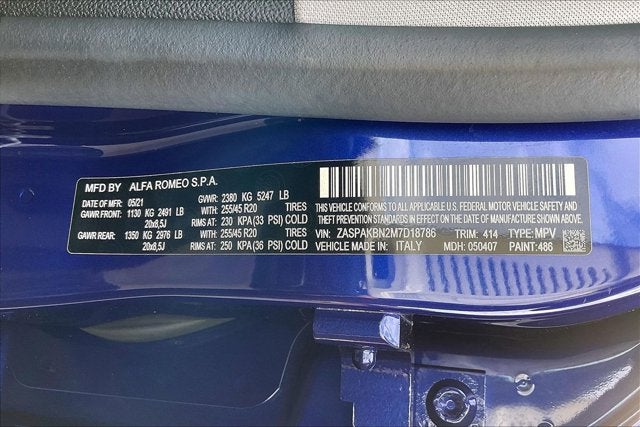 MFD BY ALFA ROMEO S.P.A.
DATE OF MFR 05/21 GVWR: 2380 KG 5247 LB
GAWR FRONT: 1130 KG 2491 LB WITH 255/45 R20 TIRES
20x8,5J RIMS AT 230 KPA(33 PSI) COLD
GAWR REAR: 1350 KG 2976 LB WITH 255/45 R20 TIRES
20x8,5J RIMS AT 250 KPA (36 PSI) COLD
THIS VEHICLE CONFORMS TO ALL APPLICABLE U.S. FEDERAL MOTOR VEHICLE SAFETY AND
THEFT PREVENTION STANDARDS IN EFFECT ON THE DATE OF MANUFACTURE SHOWN ABOVE.
VIN: ZASPAKBN2M7D18786 TRIM: 414 TYPE: MPV
VEHICLE MADE IN: ITALY MDH: 050407 PAINT: 486